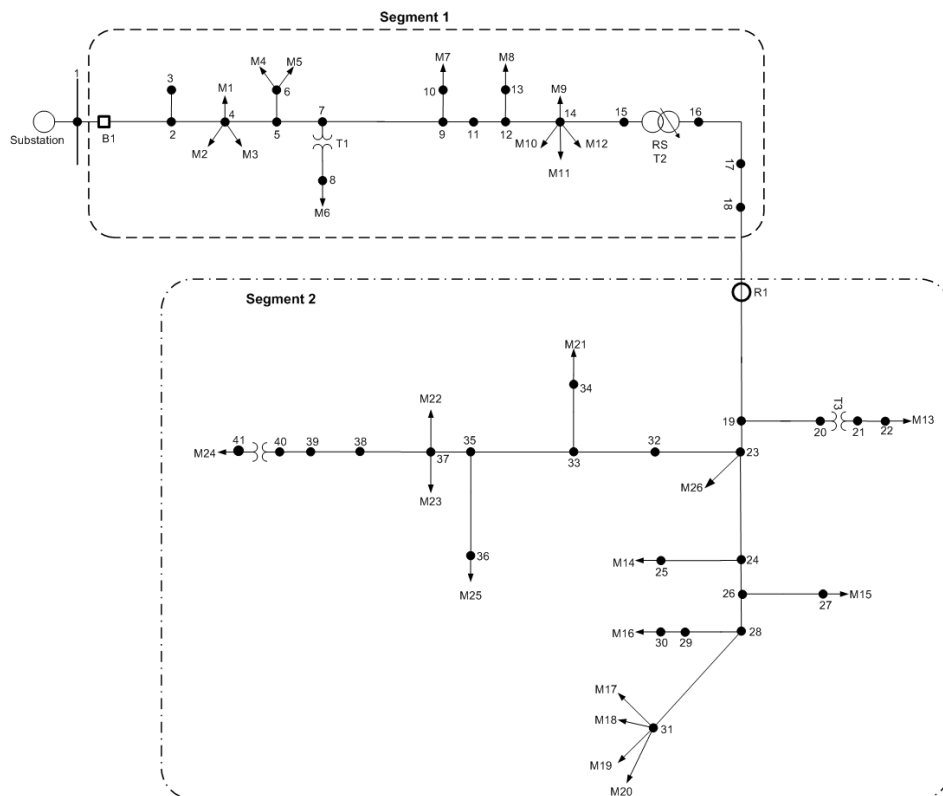 Segment 1
1
Substation
B1
3
2
M1
4
M2
M3
M4
M5
6
5
7
T1
8
M6
M7
10
9
11
M8
13
12
M9
14
M10
M12
M11
15
RS
T2
16
17
18
Segment 2
R1
M21
34
M22
19
20
T3
21
22
M13
M24
41
40
39
38
37
35
33
32
23
M23
M26
36
M25
M14
25
24
26
27
M15
M16
30
29
28
M17
M18
31
M19
M20